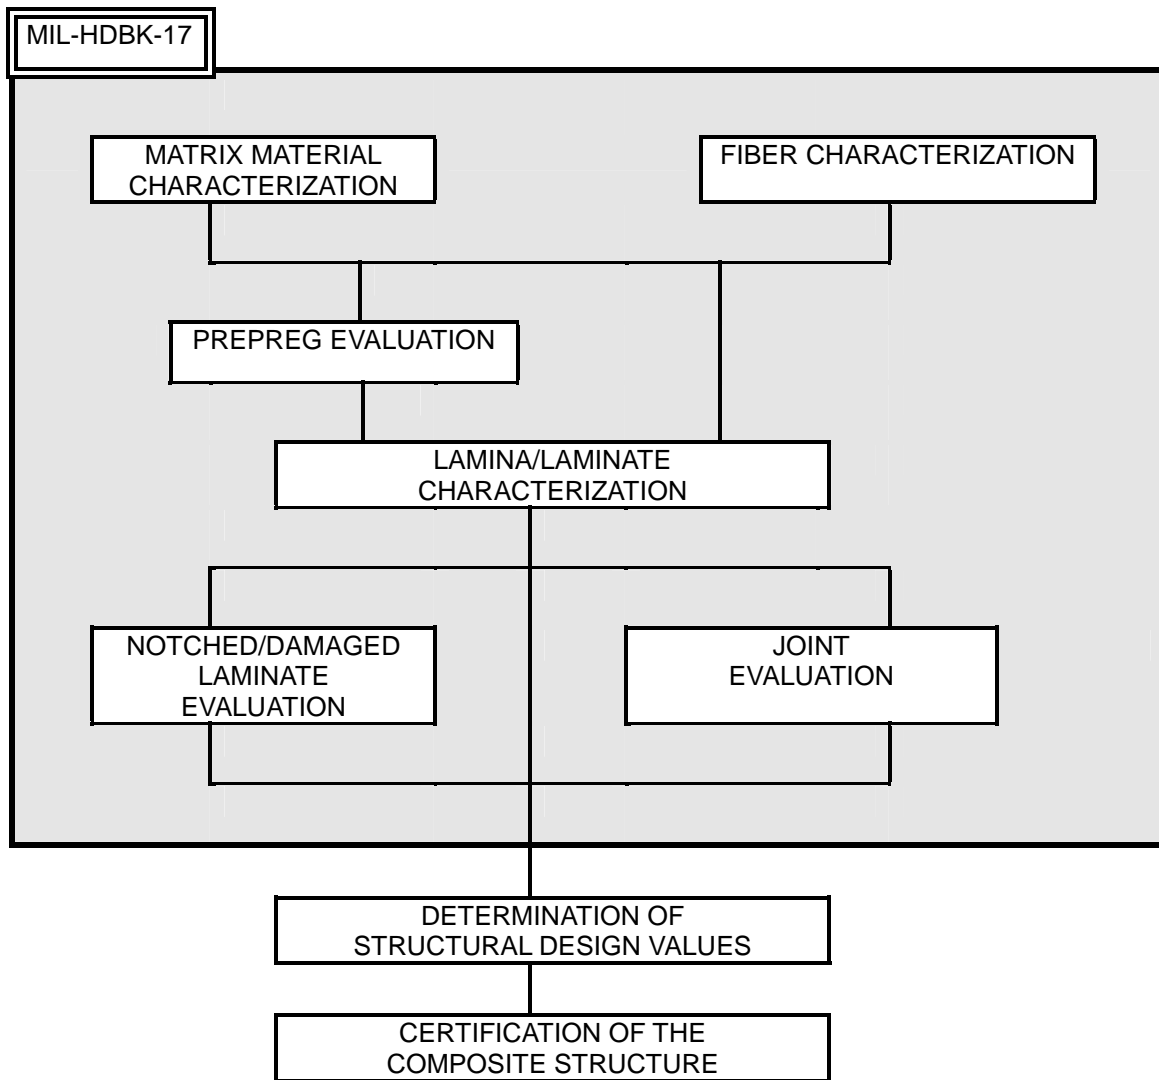 MIL-HDBK-17
MATRIX MATERIAL
CHARACTERIZATION
FIBER CHARACTERIZATION
PREPREG EVALUATION
LAMINA/LAMINATE
CHARACTERIZATION
NOTCHED/DAMAGED
LAMINATE
EVALUATION
JOINT
EVALUATION
DETERMINATION OF
STRUCTURAL DESIGN VALUES
CERTIFICATION OF THE
COMPOSITE STRUCTURE